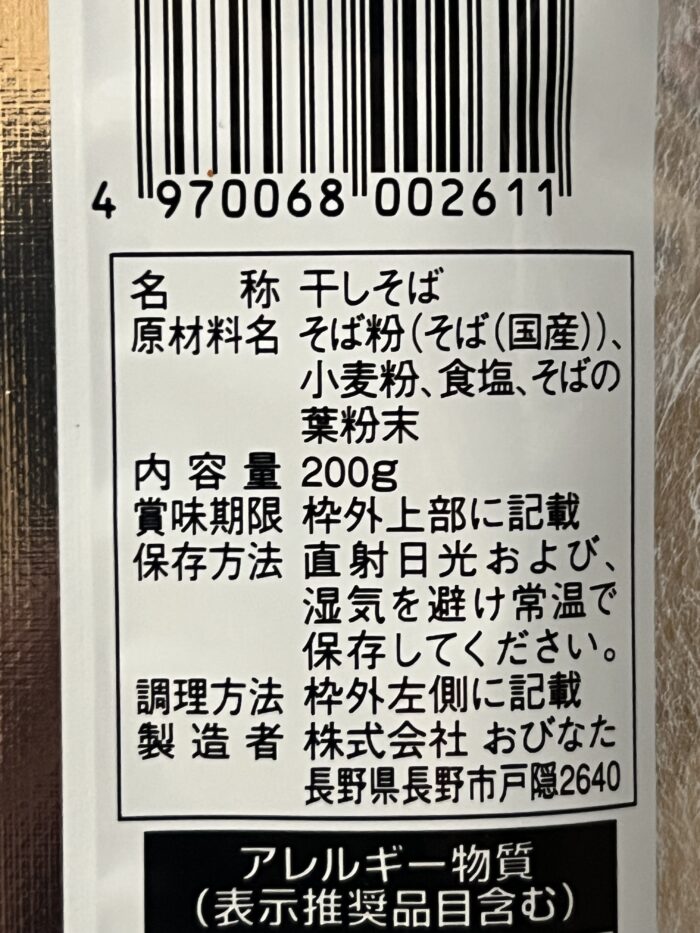 4 970068 002611
名称 干しそば
原材料名 そば粉(そば(国産))、
小麦粉、食塩、そばの
葉粉末
内容量 200g
賞味期限 枠外上部に記載
保存方法 直射日光および、
湿気を避け常温で
保存してください。
調理方法 枠外左側に記載
製造者 株式会社 おびなた
長野県長野市戸隠2640
アレルギー物質
(表示推奨品目含む)